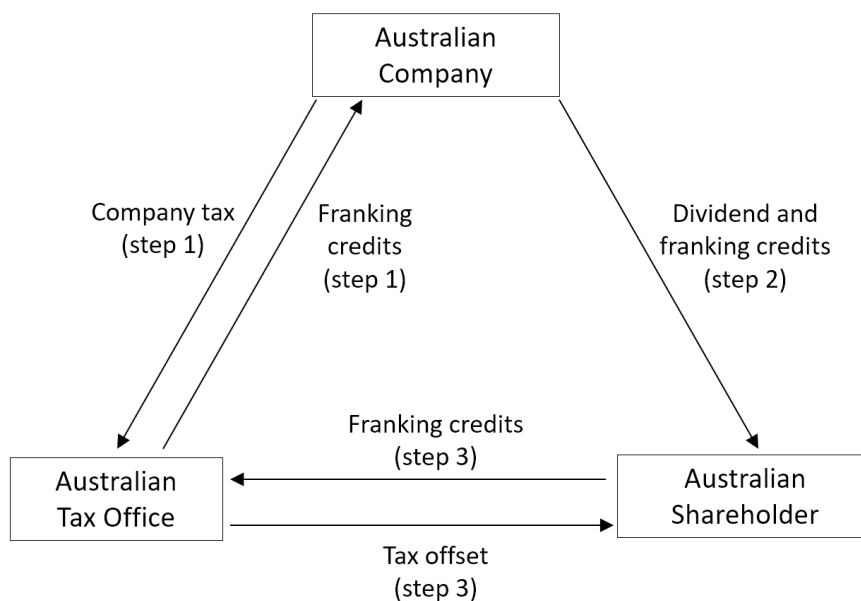 Australian
Company
Company tax
(step 1)
Franking
credits
(step 1)
Dividend and
franking credits
(step 2)
Franking credits
(step 3)
Australian
Tax Office
Australian
Shareholder
Tax offset
(step 3)